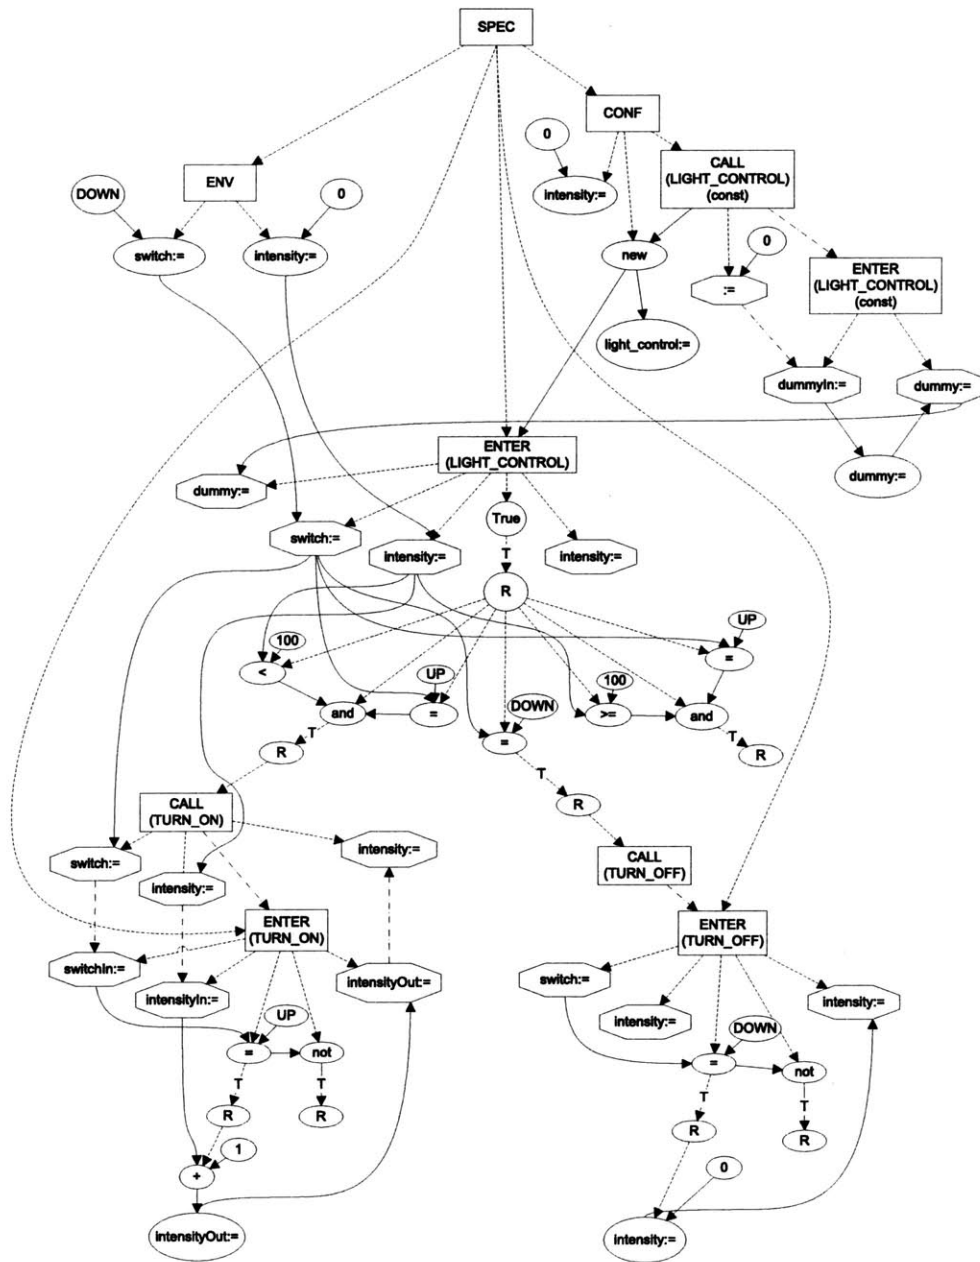 SPEC
CONF
0
CALL
(LIGHT_CONTROL)
(const)
ENV
DOWN
0
intensity:=
switch:=
intensity:=
new
0
:=
ENTER
(LIGHT_CONTROL)
(const)
light_control:=
dummyIn:=
dummy:=
ENTER
(LIGHT_CONTROL)
dummy:=
dummy:=
True
switch:=
intensity:=
T
intensity:=
R
100
UP
<
UP
=
100
DOWN
and
=
>=
and
T
=
T
R
R
T
R
CALL
(TURN_ON)
intensity:=
CALL
(TURN_OFF)
switch:=
intensity:=
ENTER
(TURN_ON)
ENTER
(TURN_OFF)
switchIn:=
intensityIn:=
intensityOut:=
switch:=
intensity:=
intensity:=
UP
DOWN
=
not
=
not
T
T
T
T
R
R
R
R
1
+
0
intensityOut:=
intensity:=